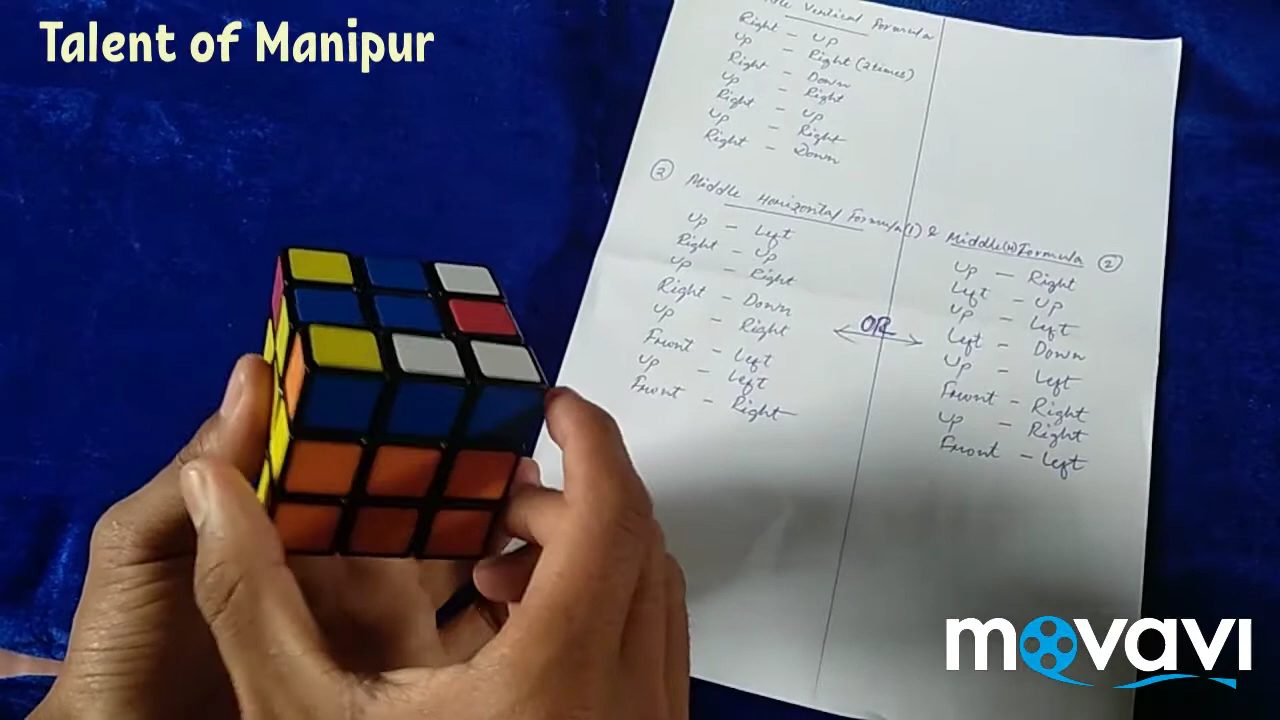 Talent of Manipur
Vertical Formula
Right - Up
Up - Right (2 times)
Right - Down
Up - Right
Right - Up
Up - Right
Right - Down
② Middle Horizontal Formula (1) & Middle(H) Formula ②
Up - Left
Right - Up
Up - Right
Right - Down
Up - Right
Front - Left
Up - Left
Front - Right
OR
Up - Right
Left - Up
Up - Left
Left - Down
Up - Left
Front - Right
Up - Right
Front - Left
movavi